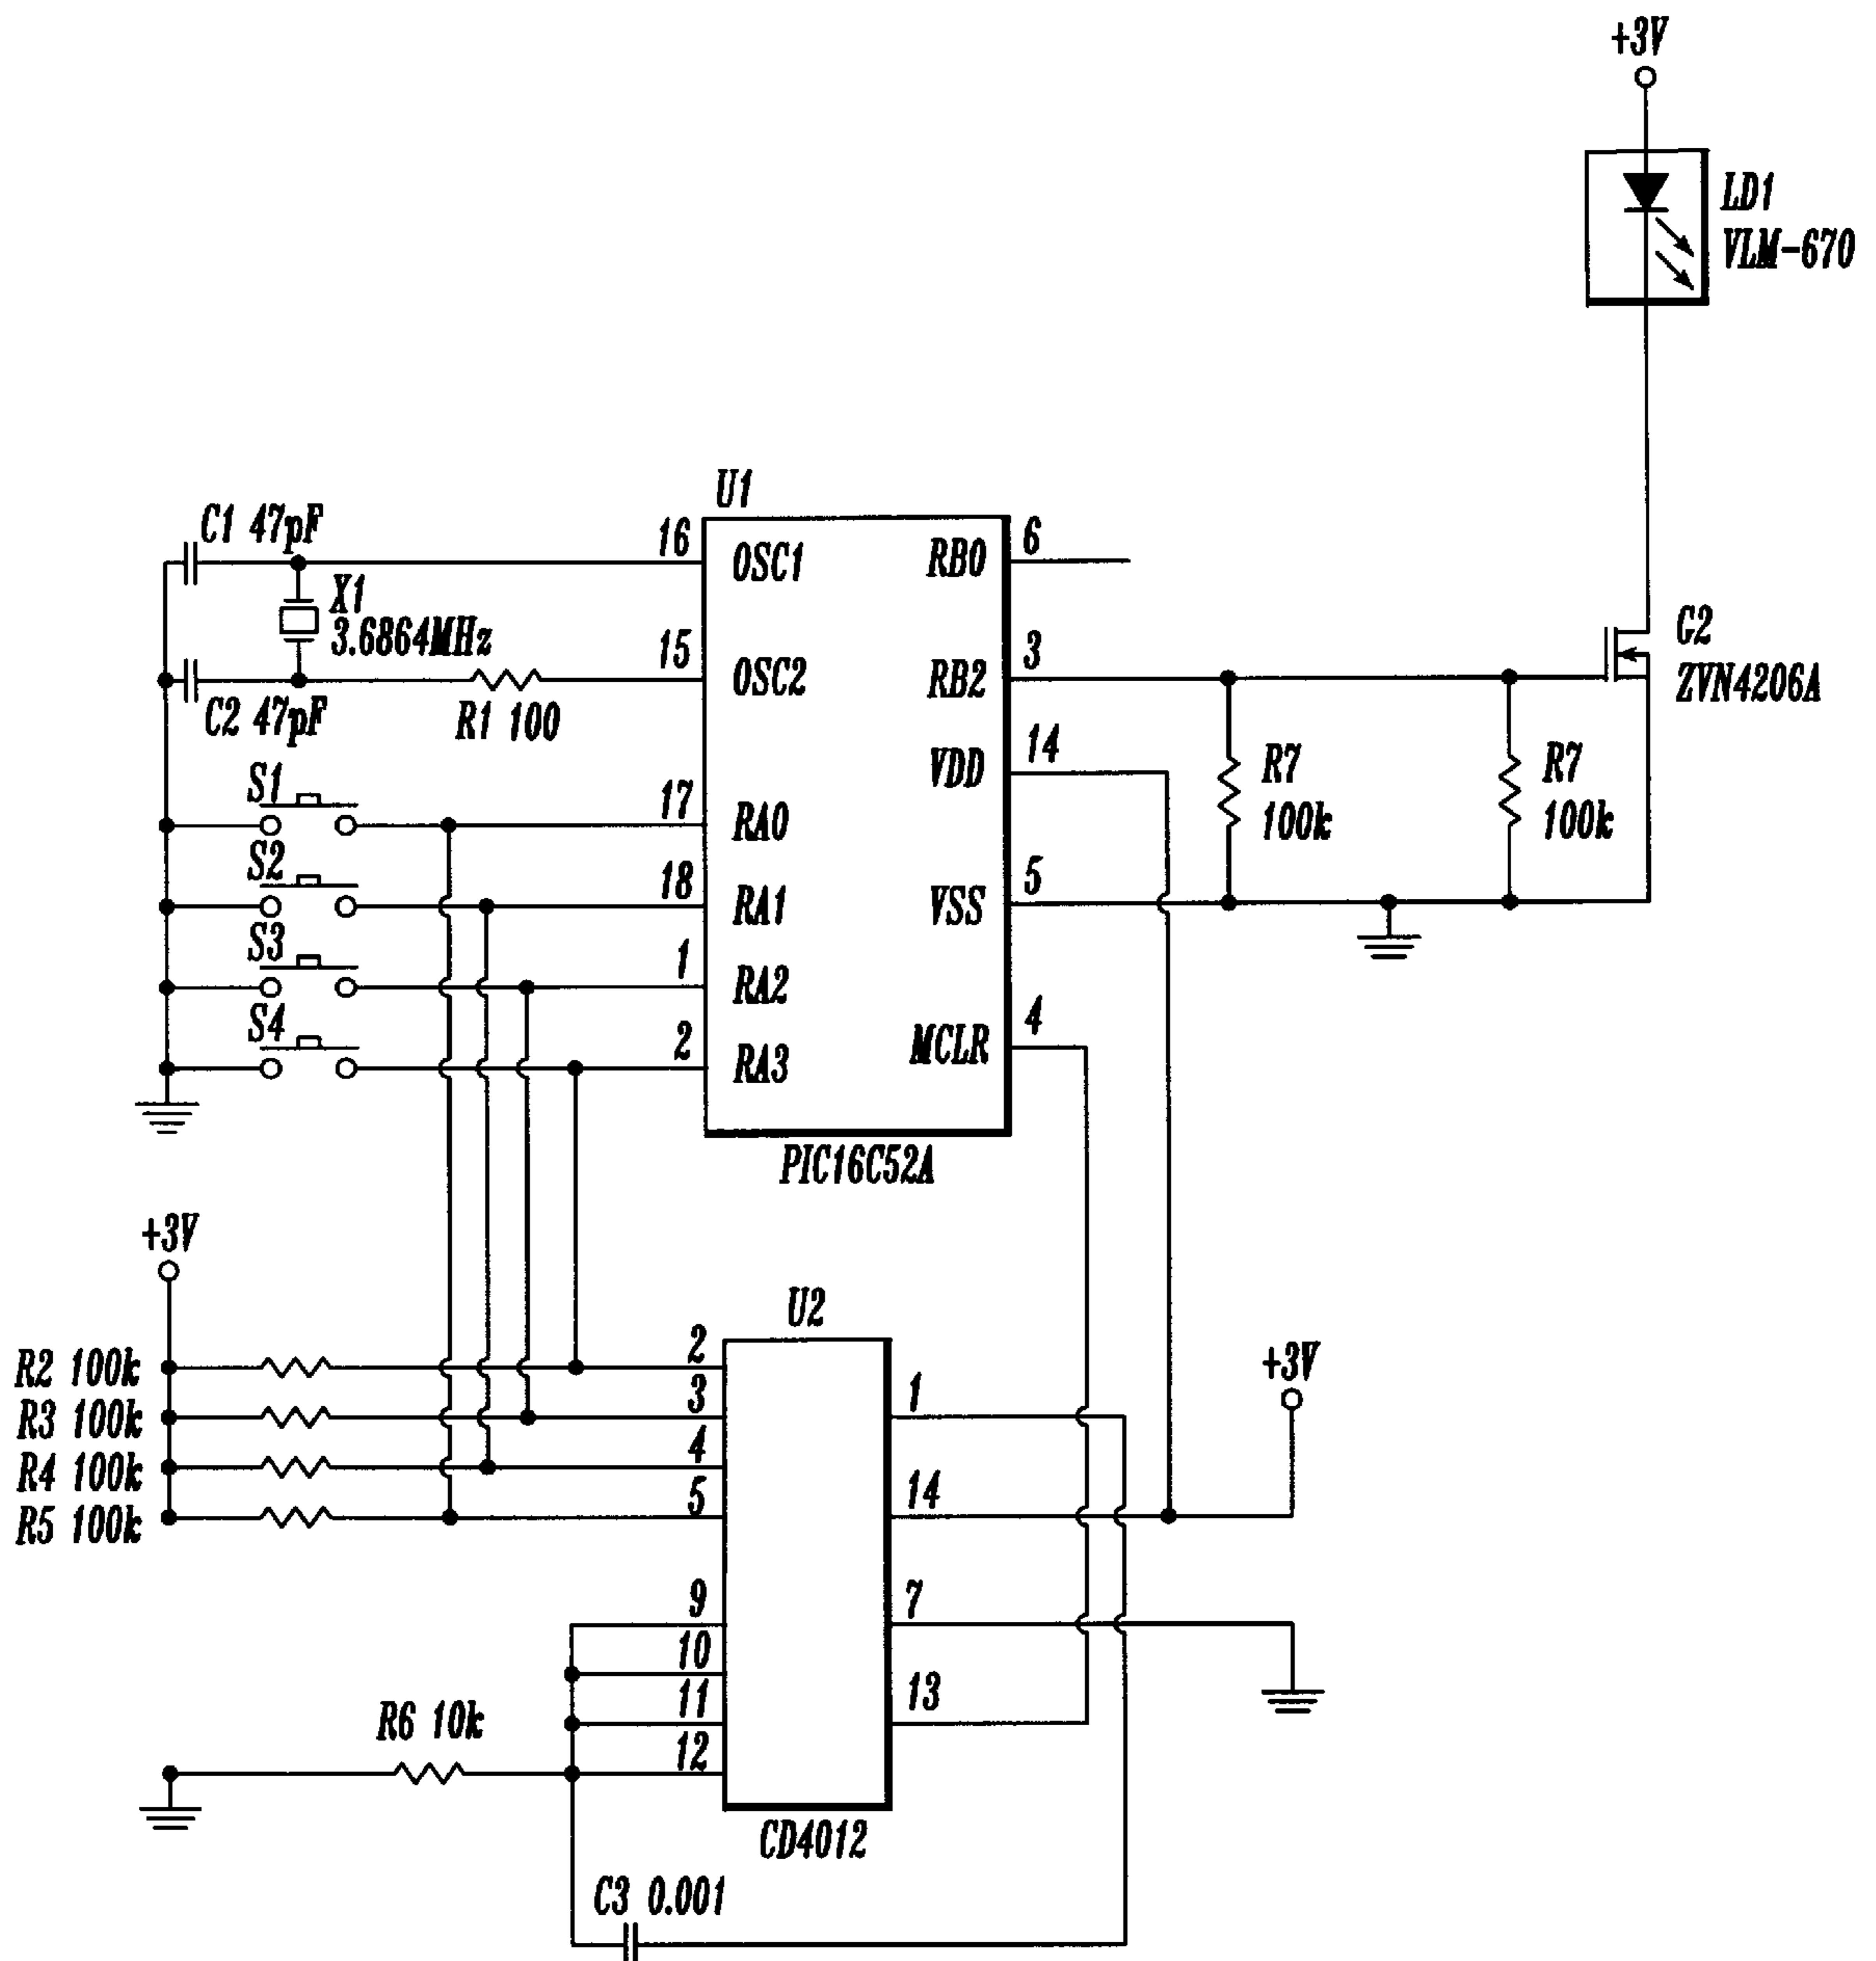 +3V
LD1
VLM-670
U1
C1 47pF
16
OSC1
RB0
6
X1
3.6864MHz
15
OSC2
RB2
3
G2
ZVN4206A
C2 47pF
R1 100
VDD
14
R7
100k
R7
100k
S1
17
RA0
S2
18
RA1
VSS
5
S3
1
RA2
S4
2
RA3
MCLR
4
PIC16C52A
+3V
U2
R2 100k
2
+3V
R3 100k
3
1
R4 100k
4
R5 100k
5
14
9
7
10
11
13
R6 10k
12
CD4012
C3 0.001